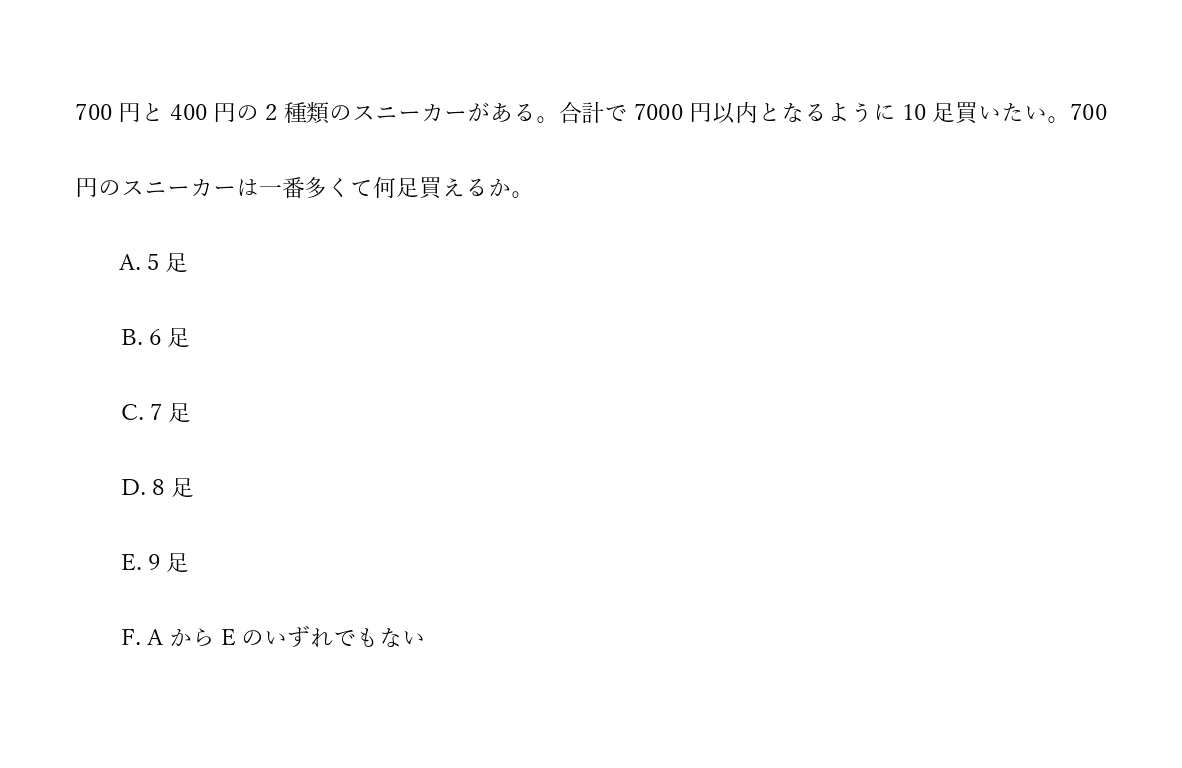 700 円と 400 円の 2 種類のスニーカーがある。合計で 7000 円以内となるように 10 足買いたい。700
円のスニーカーは一番多くて何足買えるか。
A. 5 足
B. 6 足
C. 7 足
D. 8 足
E. 9 足
F. A から E のいずれでもない